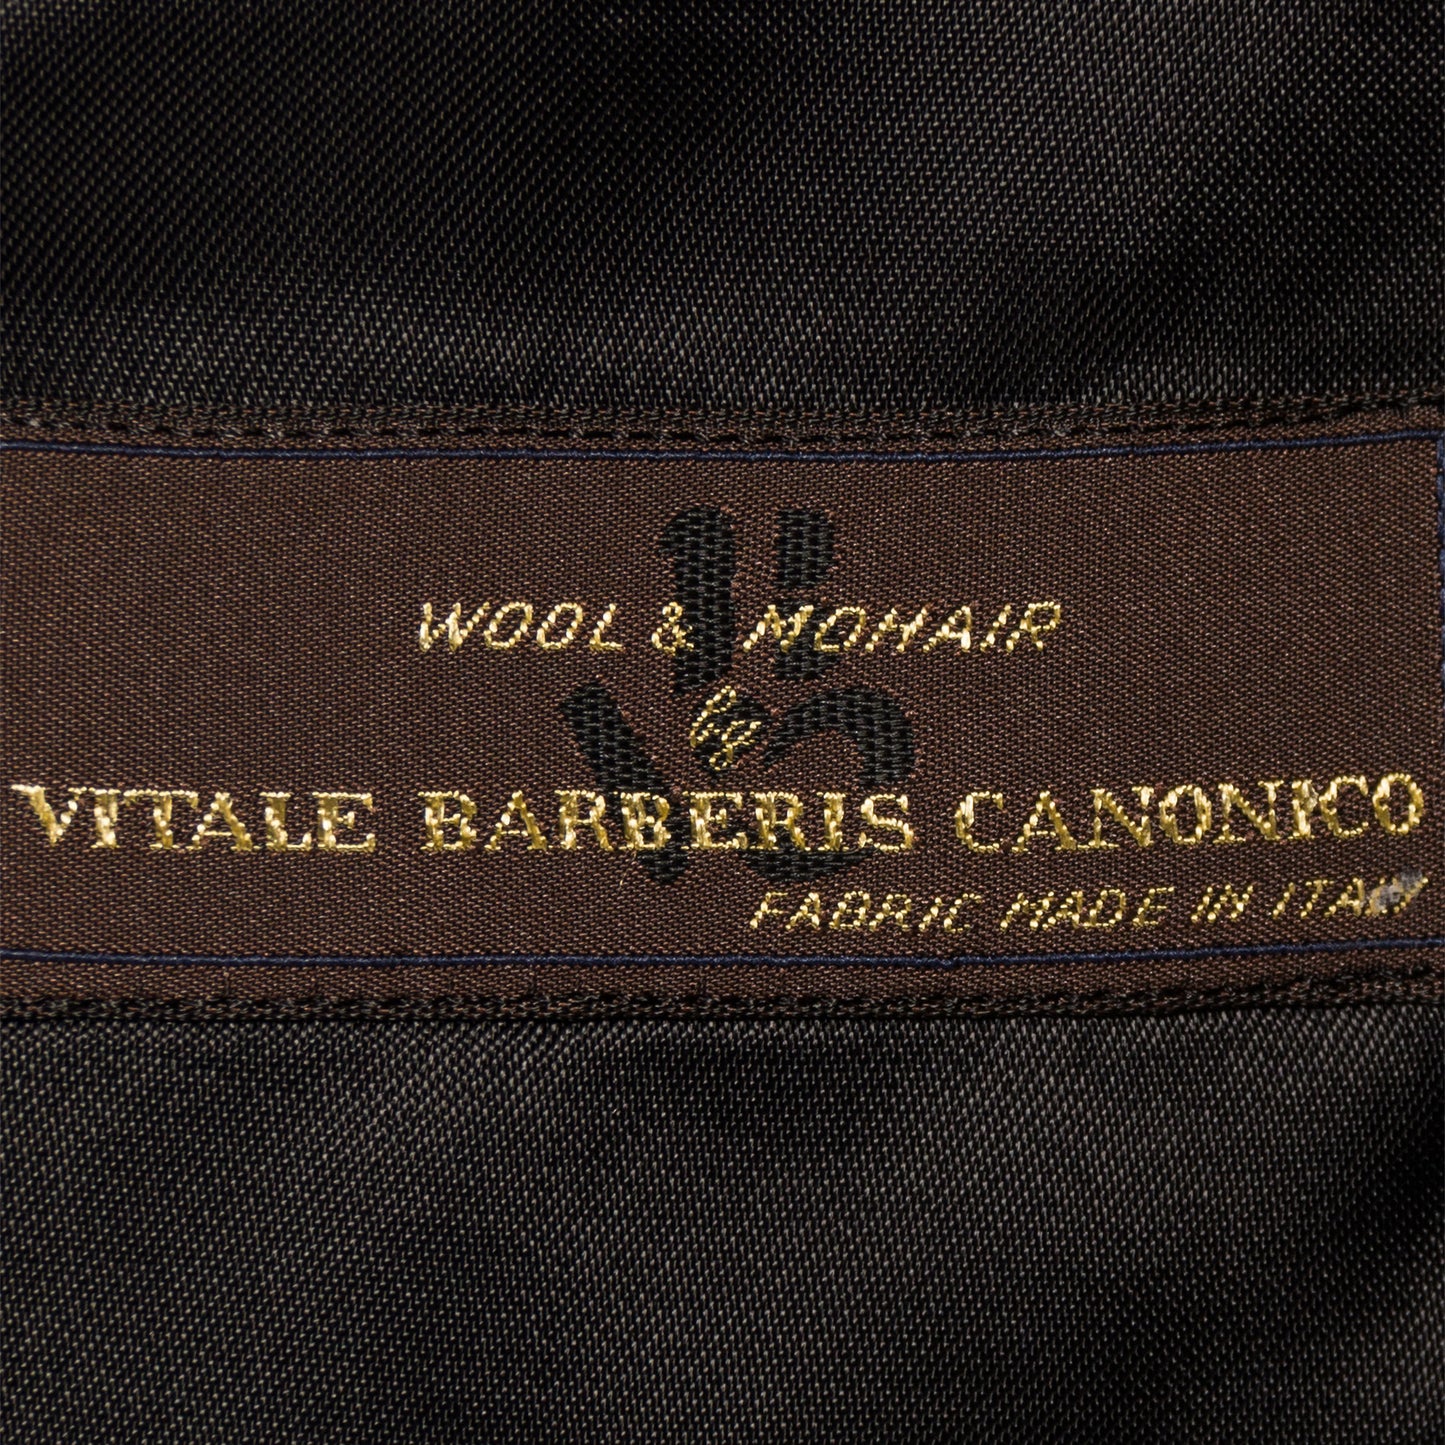 WOOL & MOHAIR
by
VITALE BARBERIS CANONICO
FABRIC MADE IN ITALY